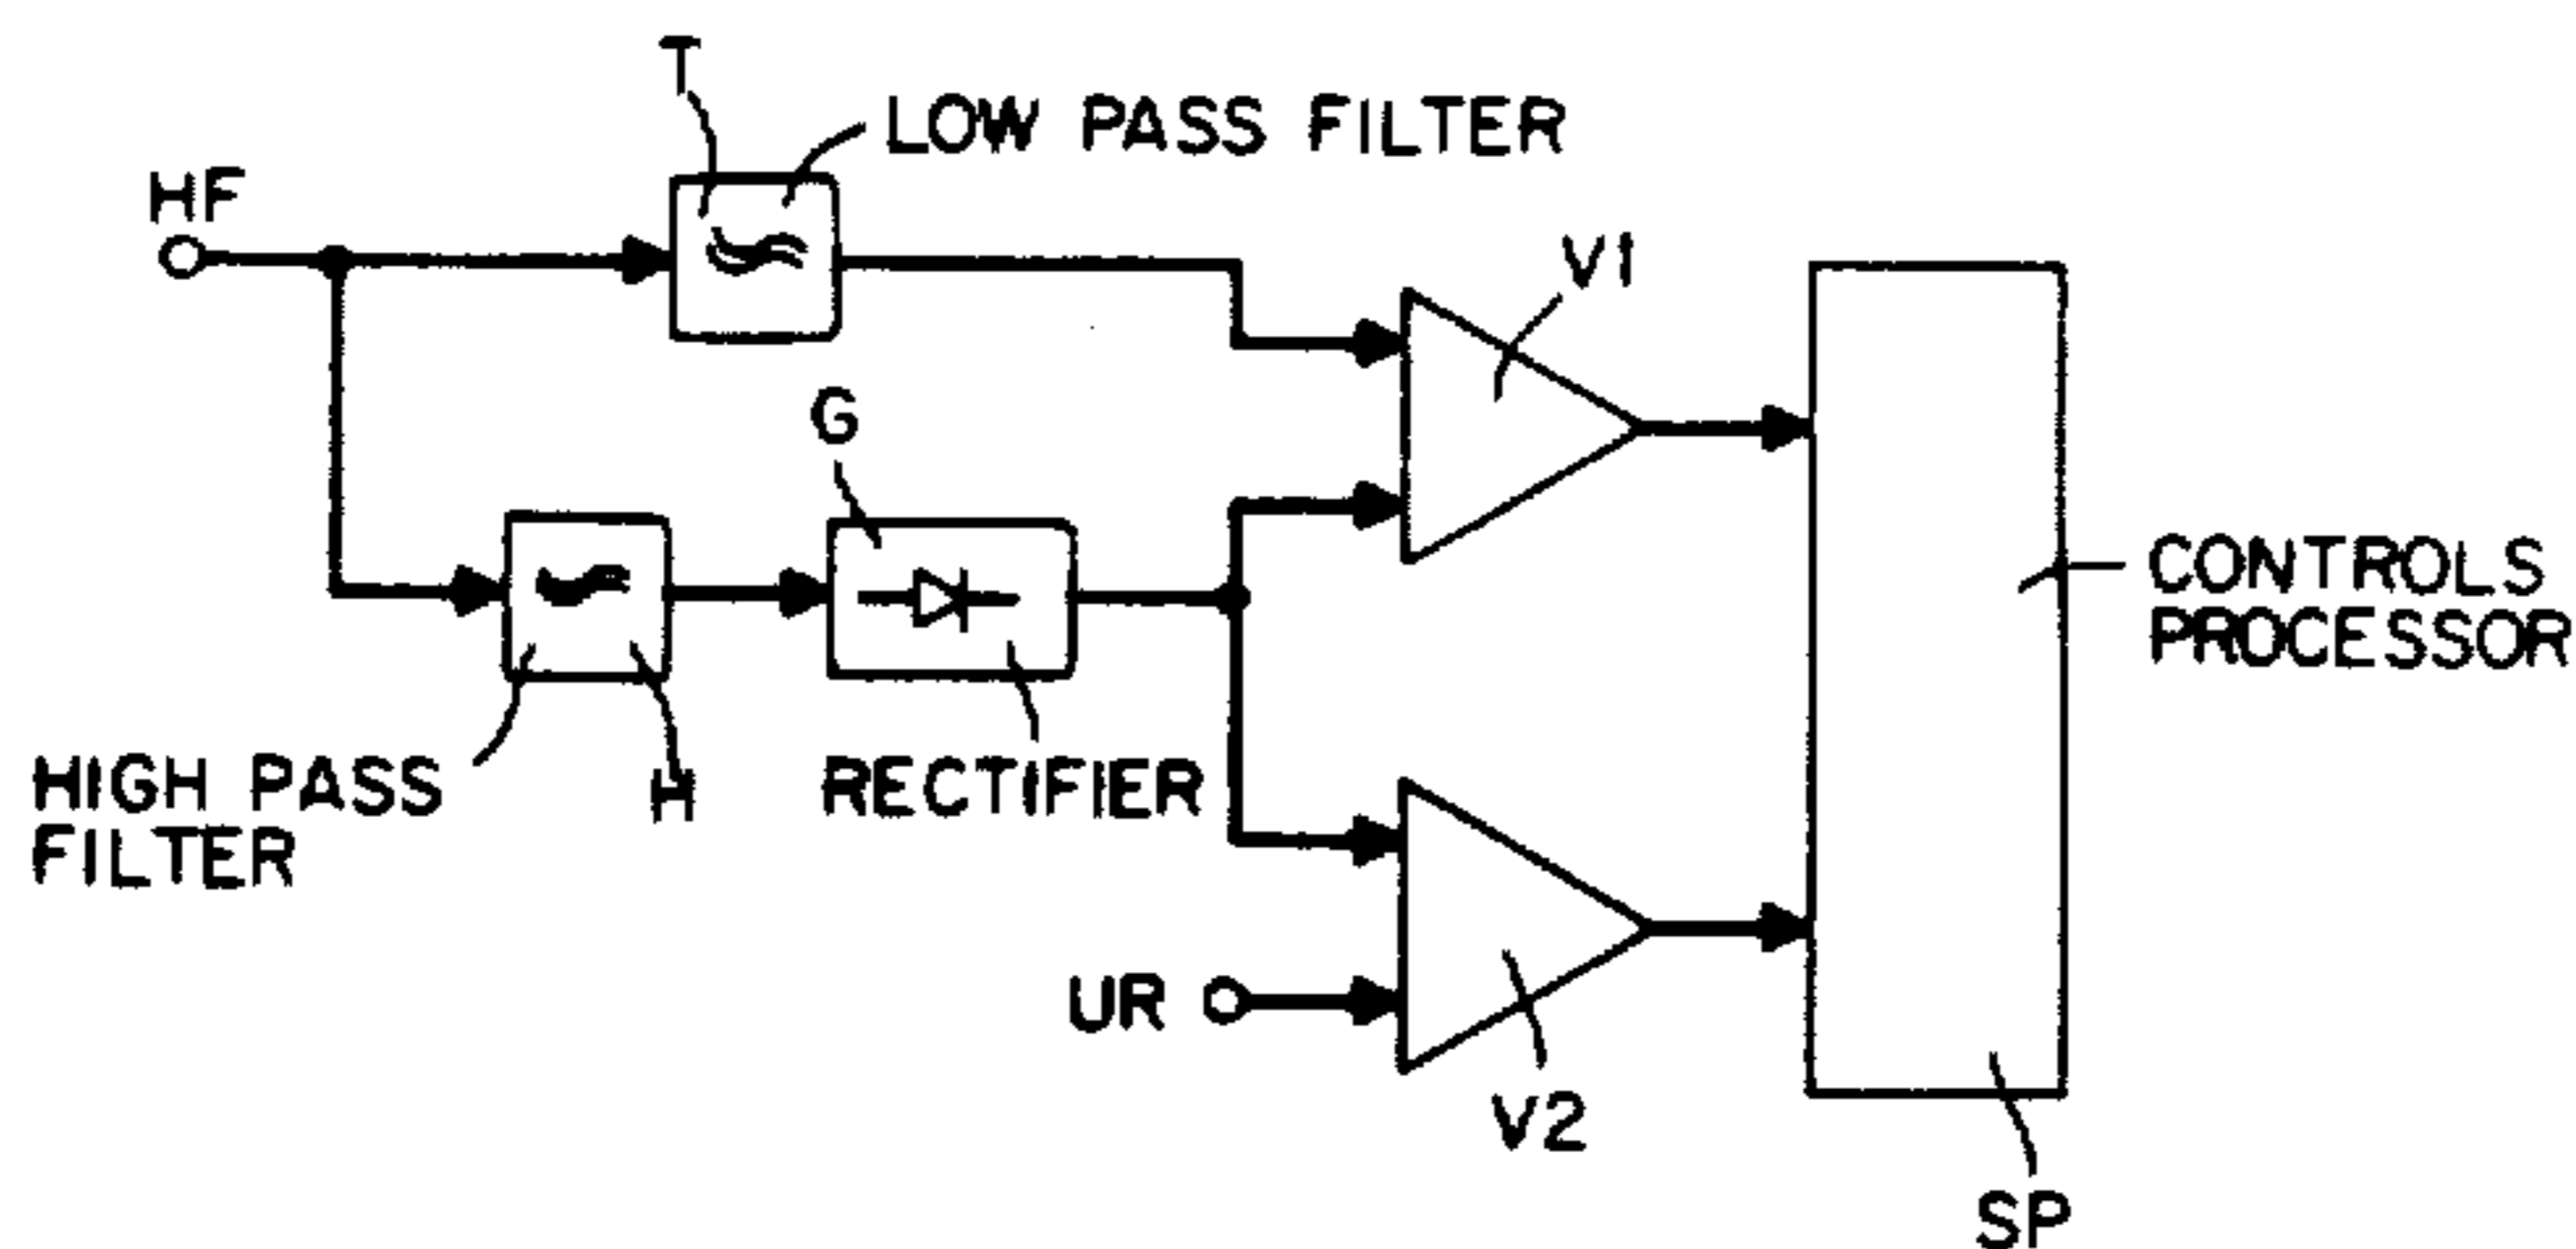 T
LOW PASS FILTER
HF
V1
G
CONTROLS
PROCESSOR
HIGH PASS
FILTER
H
RECTIFIER
UR
V2
SP